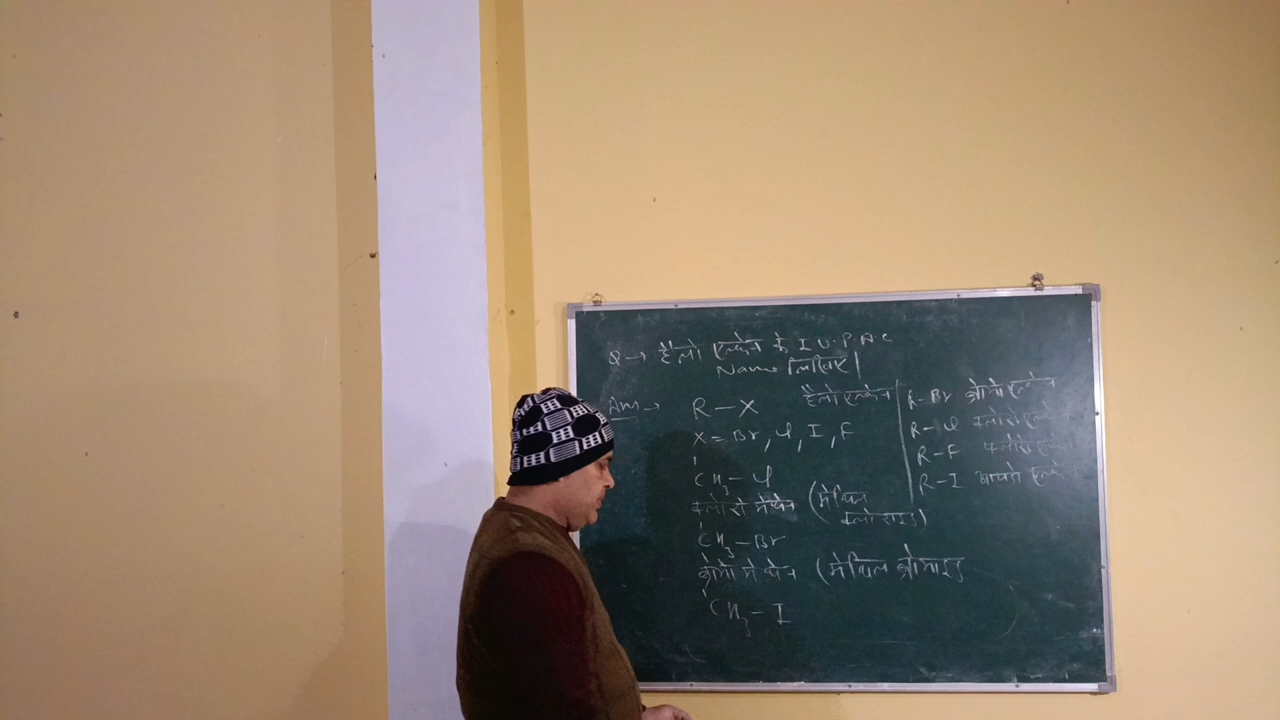 Q → हैलो एल्केन के I U.P.A C
Name लिखिए |
Ans → R – X हैलो एल्केन
X = Br, Cl, I, F
CH3 – Cl
क्लोरो मेथेन (मेथिल
क्लोराइड)
CH3 – Br
ब्रोमो मेथेन (मेथिल ब्रोमाइड
CH3 – I
R – Br ब्रोमो एल्केन
R – Cl क्लोरो एल्के
R – F फ्लोरो एल्केन
R – I आयडो एल्केन